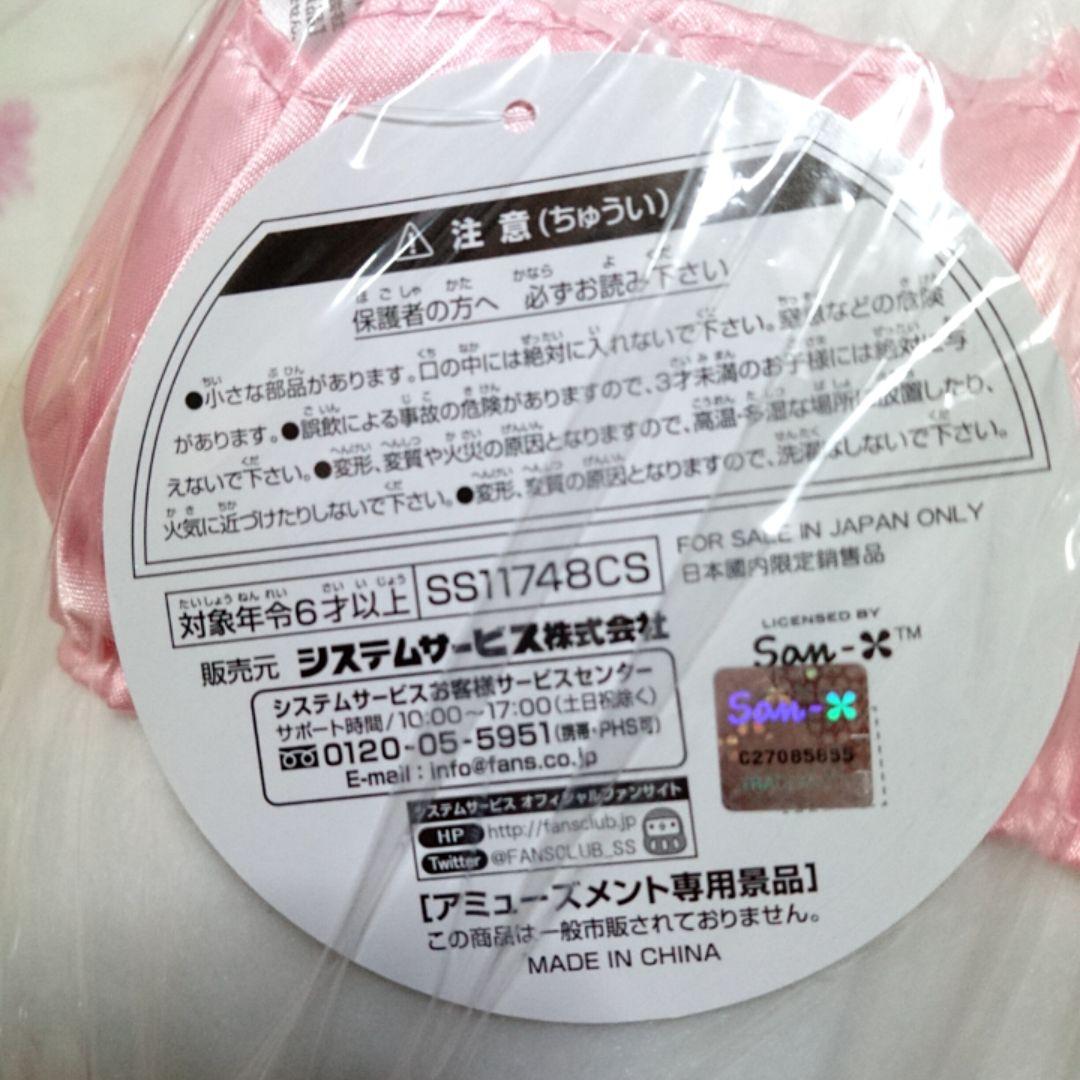 注意(ちゅうい)
保護者の方へ 必ずお読み下さい
●小さな部品があります。口の中には絶対に入れないで下さい。窒息などの危険
があります。●誤飲による事故の危険がありますので、3才未満のお子様には絶対に与
えないで下さい。●変形、変質や火災の原因となりますので、高温・多湿な場所に放置したり、
火気に近づけたりしないで下さい。●変形、変質の原因となりますので、洗濯はしないで下さい。
対象年令6才以上 SS11748CS
FOR SALE IN JAPAN ONLY
日本國内限定銷售品
販売元 システムサービス株式会社
システムサービスお客様サービスセンター
サポート時間/10:00~17:00(土日祝除く)
0120-05-5951(携帯・PHS可)
E-mail:info@fans.co.jp
LICENSED BY
San-X™
San-X
システムサービス オフィシャルファンサイト
HP http://fansclub.jp
Twitter @FANSCLUB_SS
[アミューズメント専用景品]
この商品は一般市販されておりません。
MADE IN CHINA